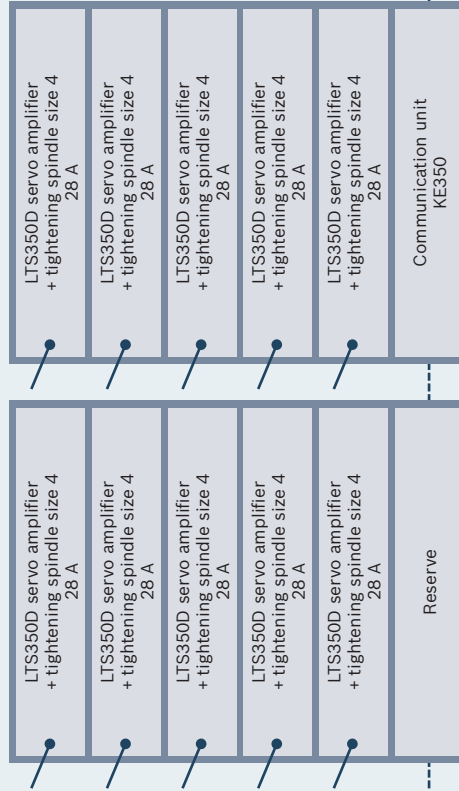 LTS350D servo amplifier
+ tightening spindle size 4
28 A
LTS350D servo amplifier
+ tightening spindle size 4
28 A
LTS350D servo amplifier
+ tightening spindle size 4
28 A
LTS350D servo amplifier
+ tightening spindle size 4
28 A
LTS350D servo amplifier
+ tightening spindle size 4
28 A
Communication unit
KE350
LTS350D servo amplifier
+ tightening spindle size 4
28 A
LTS350D servo amplifier
+ tightening spindle size 4
28 A
LTS350D servo amplifier
+ tightening spindle size 4
28 A
LTS350D servo amplifier
+ tightening spindle size 4
28 A
LTS350D servo amplifier
+ tightening spindle size 4
28 A
Reserve